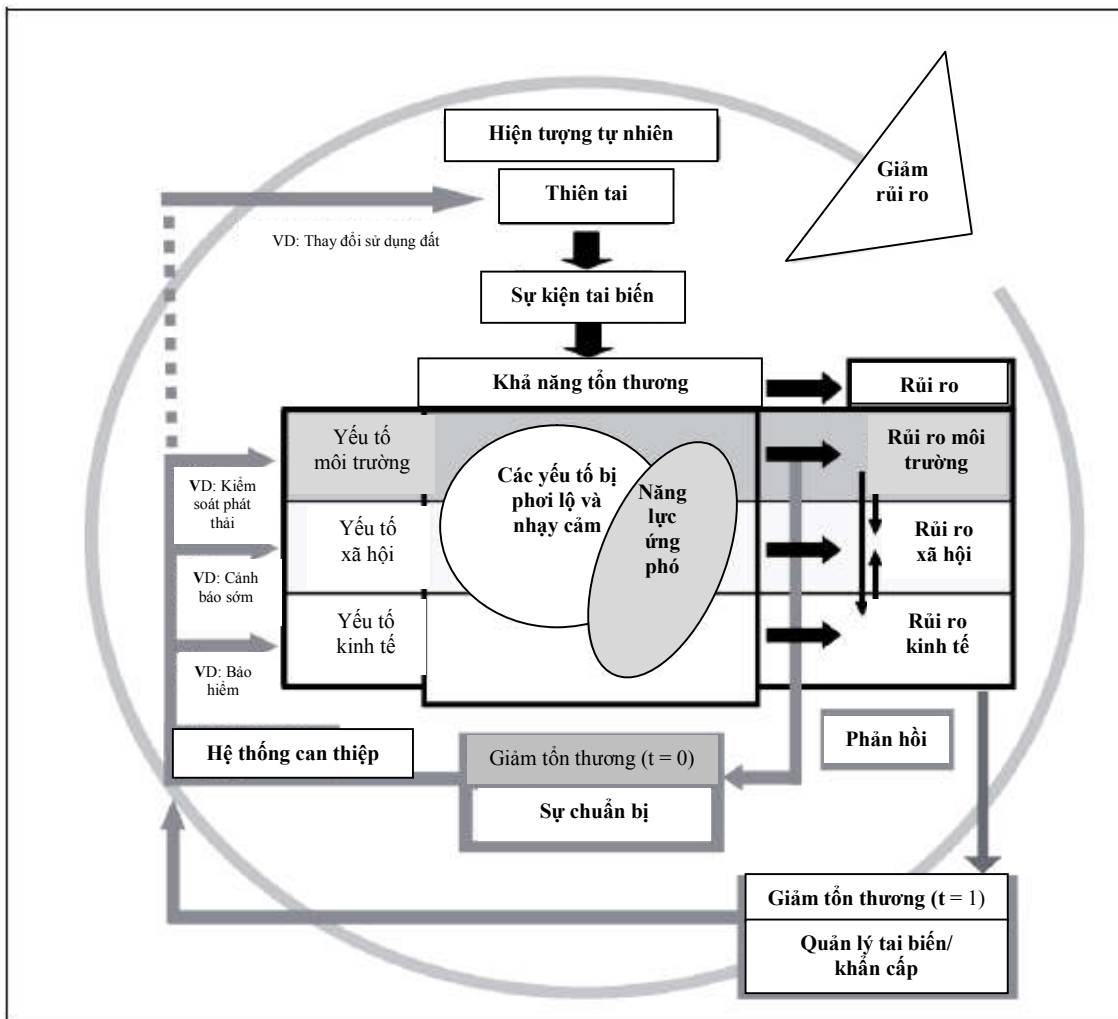 Hiện tượng tự nhiên
Giảm
rủi ro
Thiên tai
VD: Thay đổi sử dụng đất
Sự kiện tai biến
Khả năng tổn thương
Rủi ro
Yếu tố
môi trường
Các yếu tố bị
phơi lộ và
nhạy cảm
Năng
lực
ứng
phó
Rủi ro môi
trường
VD: Kiểm
soát phát
thải
Yếu tố
xã hội
Rủi ro
xã hội
VD: Cảnh
báo sớm
Yếu tố
kinh tế
Rủi ro
kinh tế
VD: Bảo
hiểm
Hệ thống can thiệp
Giảm tổn thương (t = 0)
Sự chuẩn bị
Phản hồi
Giảm tổn thương (t = 1)
Quản lý tai biến/
khẩn cấp